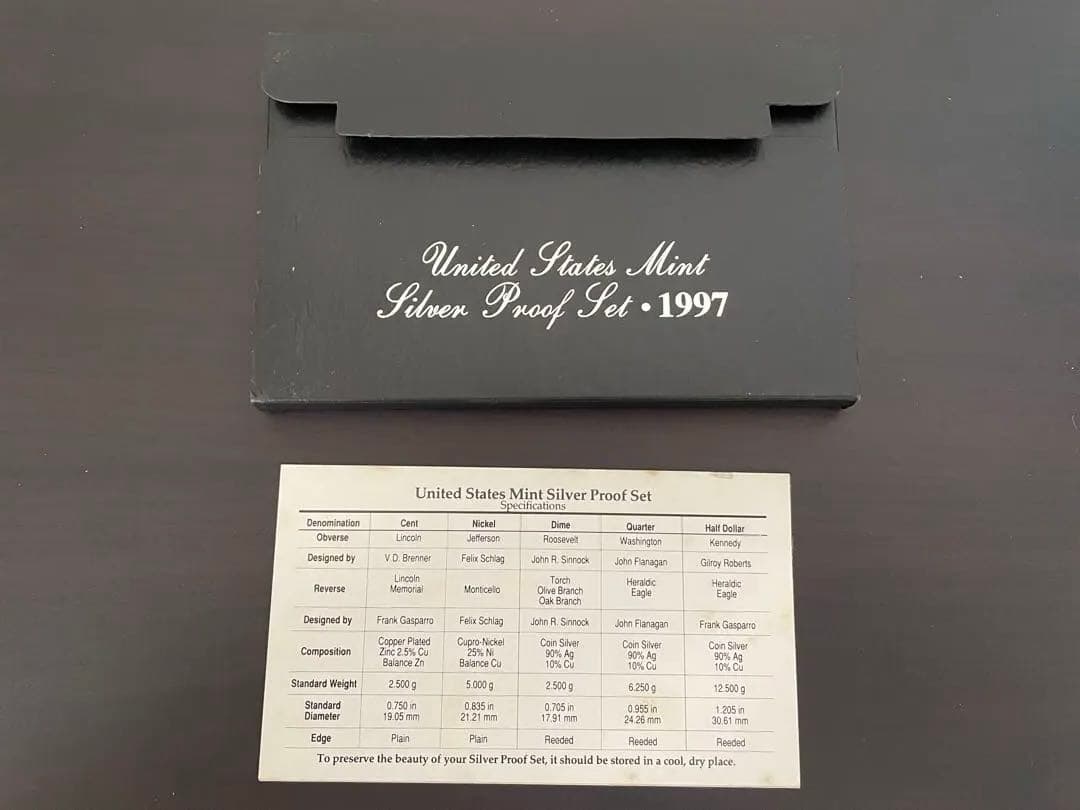 United States Mint
Silver Proof Set • 1997
United States Mint Silver Proof Set
Specifications
Denomination Cent Nickel Dime Quarter Half Dollar
Obverse Lincoln Jefferson Roosevelt Washington Kennedy
Designed by V.D. Brenner Felix Schlag John R. Sinnock John Flanagan Gilroy Roberts
Reverse Lincoln Memorial Monticello Torch Olive Branch Oak Branch Heraldic Eagle Heraldic Eagle
Designed by Frank Gasparro Felix Schlag John R. Sinnock John Flanagan Frank Gasparro
Composition Copper Plated Zinc 2.5% Cu Balance Zn Cupro-Nickel 25% Ni Balance Cu Coin Silver 90% Ag 10% Cu Coin Silver 90% Ag 10% Cu Coin Silver 90% Ag 10% Cu
Standard Weight 2.500 g 5.000 g 2.500 g 6.250 g 12.500 g
Standard Diameter 0.750 in 19.05 mm 0.835 in 21.21 mm 0.705 in 17.91 mm 0.955 in 24.26 mm 1.205 in 30.61 mm
Edge Plain Plain Reeded Reeded Reeded
To preserve the beauty of your Silver Proof Set, it should be stored in a cool, dry place.